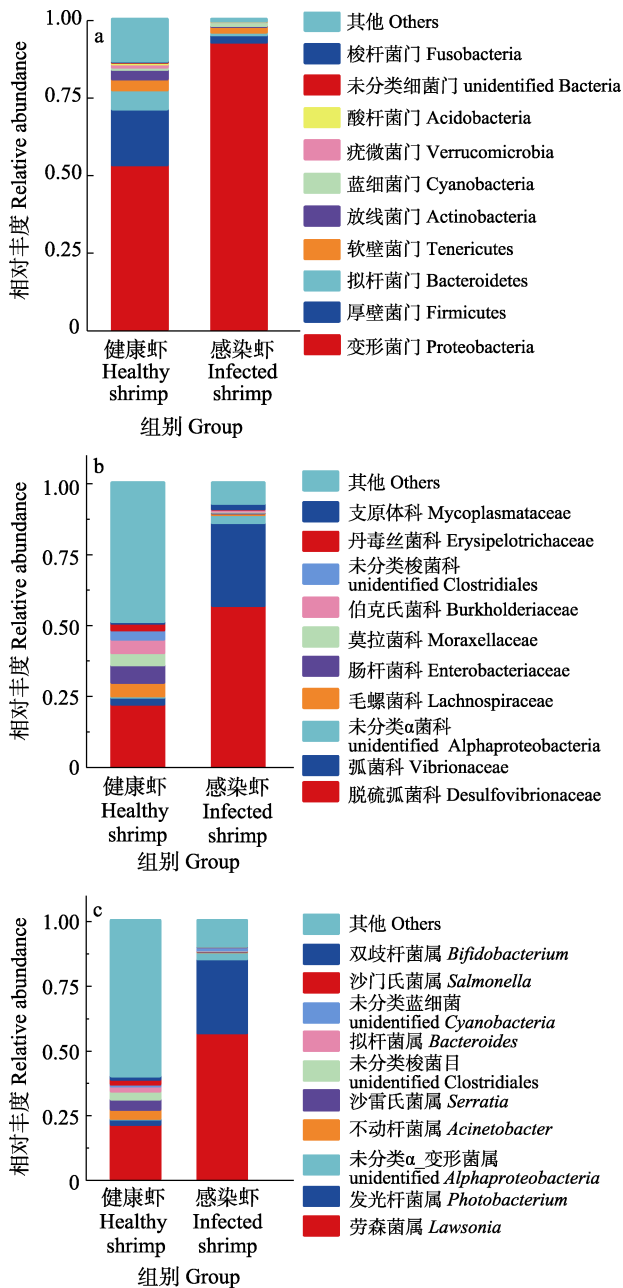 a
相对丰度 Relative abundance
1.00
0.75
0.50
0.25
0
健康虾
Healthy
shrimp
感染虾
Infected
shrimp
组别 Group
其他 Others
梭杆菌门 Fusobacteria
未分类细菌门 unidentified Bacteria
酸杆菌门 Acidobacteria
疣微菌门 Verrucomicrobia
蓝细菌门 Cyanobacteria
放线菌门 Actinobacteria
软壁菌门 Tenericutes
拟杆菌门 Bacteroidetes
厚壁菌门 Firmicutes
变形菌门 Proteobacteria
b
相对丰度 Relative abundance
1.00
0.75
0.50
0.25
0
健康虾
Healthy
shrimp
感染虾
Infected
shrimp
组别 Group
其他 Others
支原体科 Mycoplasmataceae
丹毒丝菌科 Erysipelotrichaceae
未分类梭菌科
unidentified Clostridiales
伯克氏菌科 Burkholderiaceae
莫拉菌科 Moraxellaceae
肠杆菌科 Enterobacteriaceae
毛螺菌科 Lachnospiraceae
未分类α菌科
unidentified Alphaproteobacteria
弧菌科 Vibrionaceae
脱硫弧菌科 Desulfovibrionaceae
c
相对丰度 Relative abundance
1.00
0.75
0.50
0.25
0
健康虾
Healthy
shrimp
感染虾
Infected
shrimp
组别 Group
其他 Others
双歧杆菌属 Bifidobacterium
沙门氏菌属 Salmonella
未分类蓝细菌
unidentified Cyanobacteria
拟杆菌属 Bacteroides
未分类梭菌目
unidentified Clostridiales
沙雷氏菌属 Serratia
不动杆菌属 Acinetobacter
未分类α_变形菌属
unidentified Alphaproteobacteria
发光杆菌属 Photobacterium
劳森菌属 Lawsonia